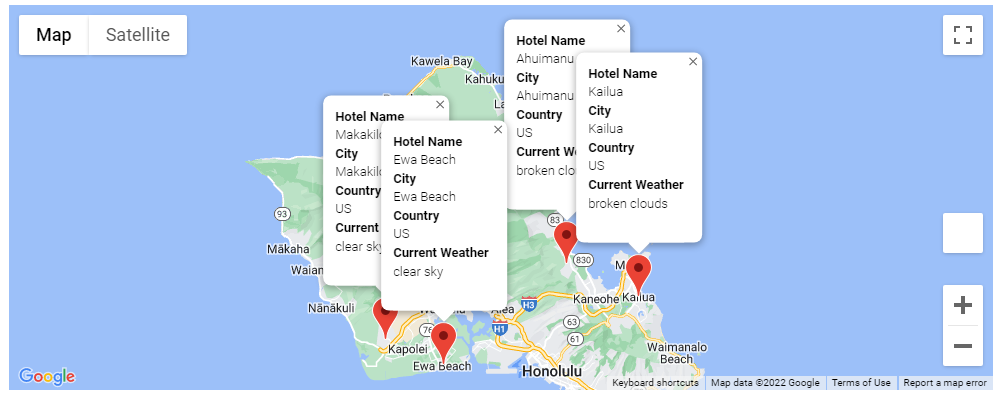 Map
Satellite
Kawela Bay
Kahuku
Hotel Name
Ahuimanu
City
Ahuimanu
Country
US
Current We
broken clou
Hotel Name
Kailua
City
Kailua
Country
US
Current Weather
broken clouds
Hotel Name
Makakilo
City
Makakilo
Country
US
Current
clear sky
Hotel Name
Ewa Beach
City
Ewa Beach
Country
US
Current Weather
clear sky
93
Mākaha
Waian
Nānākuli
83
830
Kaneohe
Kailua
H3
H1
63
61
76
Kapolei
Ewa Beach
Waimanalo
Beach
Honolulu
Google
Keyboard shortcuts
Map data ©2022 Google
Terms of Use
Report a map error